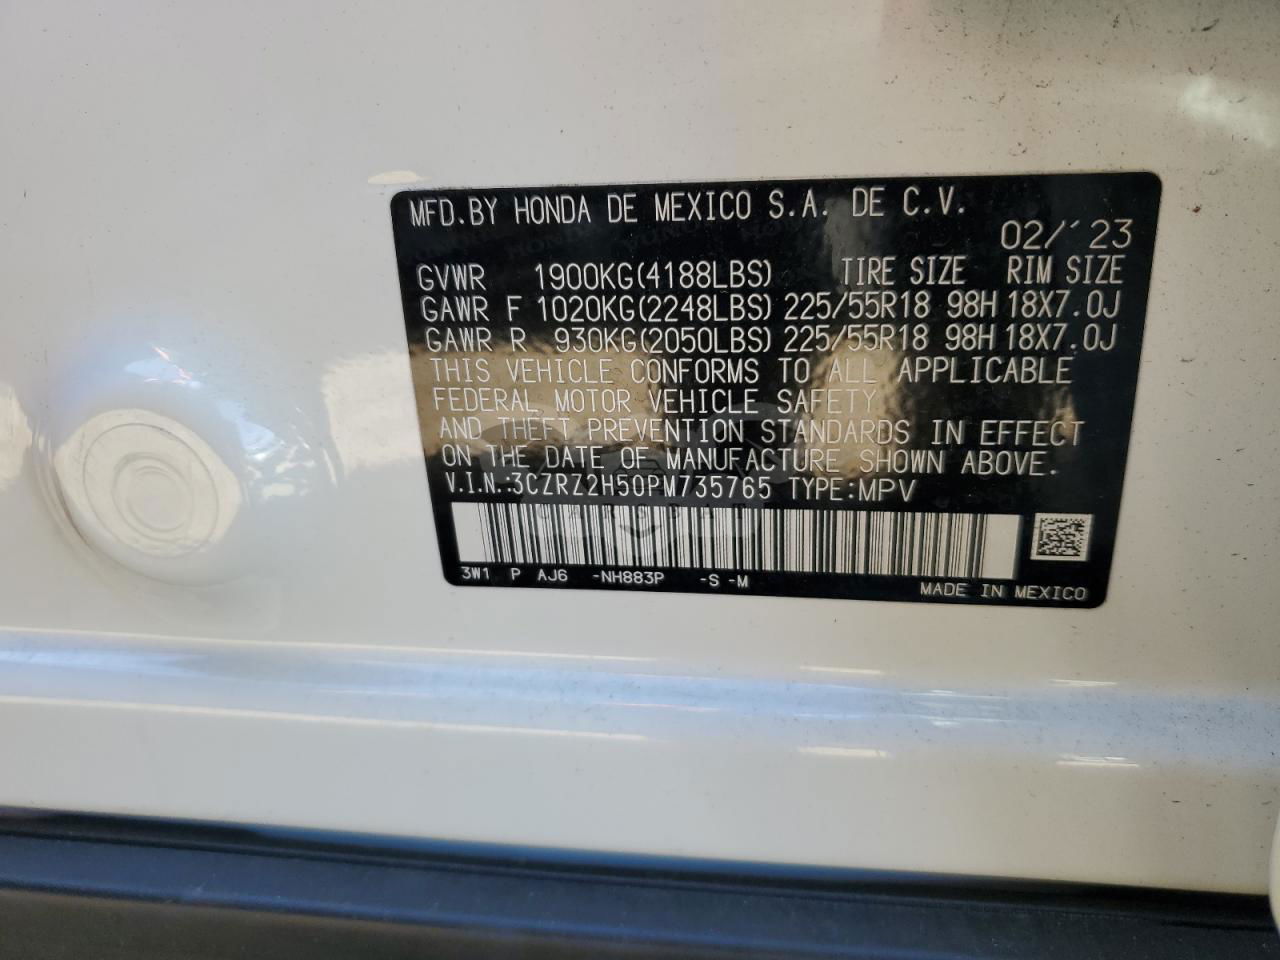 MFD.BY HONDA DE MEXICO S.A. DE C.V.
02/'23
GVWR 1900KG(4188LBS) TIRE SIZE RIM SIZE
GAWR F 1020KG(2248LBS) 225/55R18 98H 18X7.0J
GAWR R 930KG(2050LBS) 225/55R18 98H 18X7.0J
THIS VEHICLE CONFORMS TO ALL APPLICABLE
FEDERAL MOTOR VEHICLE SAFETY
AND THEFT PREVENTION STANDARDS IN EFFECT
ON THE DATE OF MANUFACTURE SHOWN ABOVE.
V.I.N.:3CZRZ2H50PM735765 TYPE:MPV
3W1 P AJ6 -NH883P -S -M
MADE IN MEXICO